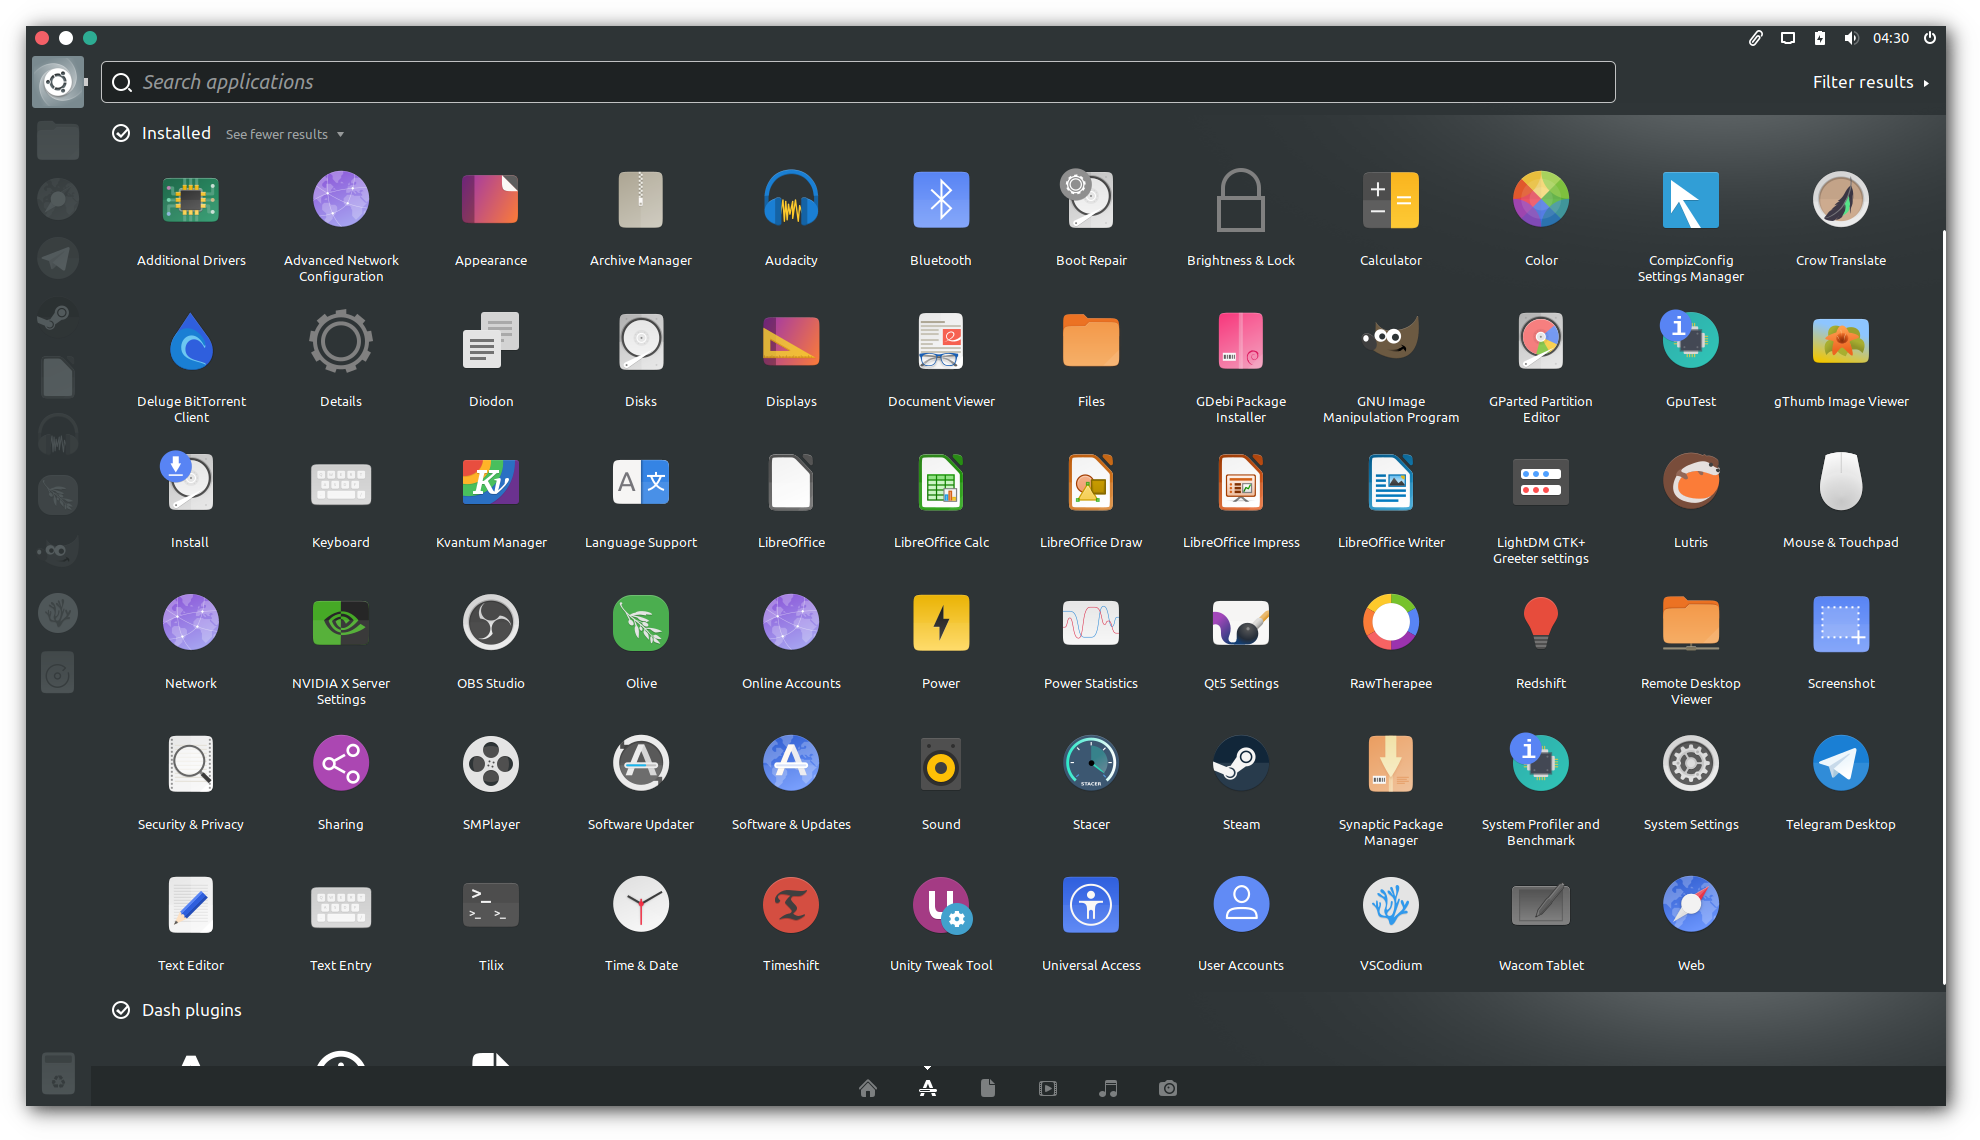 04:30
Search applications
Filter results
Installed See fewer results
Additional Drivers
Advanced Network
Configuration
Appearance
Archive Manager
Audacity
Bluetooth
Boot Repair
Brightness & Lock
Calculator
Color
CompizConfig
Settings Manager
Crow Translate
Deluge BitTorrent
Client
Details
Diodon
Disks
Displays
Document Viewer
Files
GDebi Package
Installer
GNU Image
Manipulation Program
GParted Partition
Editor
i
GpuTest
gThumb Image Viewer
Install
Keyboard
Kv
Kvantum Manager
A 文
Language Support
LibreOffice
LibreOffice Calc
LibreOffice Draw
LibreOffice Impress
LibreOffice Writer
LightDM GTK+
Greeter settings
Lutris
Mouse & Touchpad
Network
NVIDIA X Server
Settings
OBS Studio
Olive
Online Accounts
Power
Power Statistics
Qt5 Settings
RawTherapee
Redshift
Remote Desktop
Viewer
Screenshot
Security & Privacy
Sharing
SMPlayer
Software Updater
Software & Updates
Sound
STACER
Stacer
Steam
Synaptic Package
Manager
i
System Profiler and
Benchmark
System Settings
Telegram Desktop
Text Editor
Text Entry
>_
>_ >_
Tilix
Time & Date
T
Timeshift
U
Unity Tweak Tool
Universal Access
User Accounts
VSCodium
Wacom Tablet
Web
Dash plugins